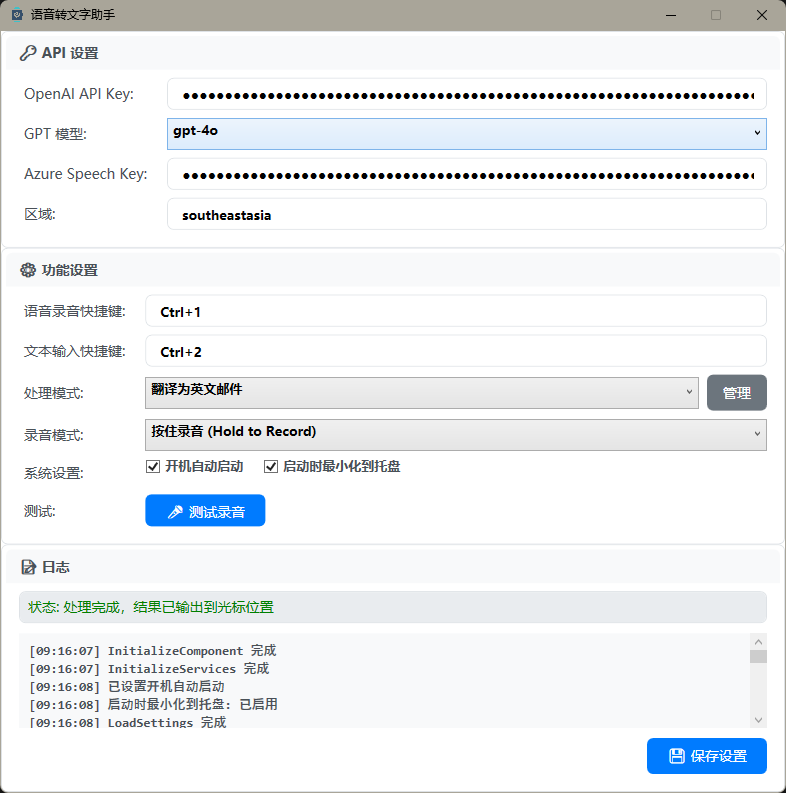 语音转文字助手
API 设置
OpenAI API Key: ●●●●●●●●●●●●●●●●●●●●●●●●●●●●●●●●●●●●●●●●●●●●●●●●●●●●●●●●●●●●●●●●●●●●●●●
GPT 模型: gpt-4o
Azure Speech Key: ●●●●●●●●●●●●●●●●●●●●●●●●●●●●●●●●●●●●●●●●●●●●●●●●●●●●●●●●●●●●●●●●●●●●●●●
区域: southeastasia
功能设置
语音录音快捷键: Ctrl+1
文本输入快捷键: Ctrl+2
处理模式: 翻译为英文邮件 管理
录音模式: 按住录音 (Hold to Record)
系统设置: 开机自动启动 启动时最小化到托盘
测试: 测试录音
日志
状态: 处理完成，结果已输出到光标位置
[09:16:07] InitializeComponent 完成
[09:16:07] InitializeServices 完成
[09:16:08] 已设置开机自动启动
[09:16:08] 启动时最小化到托盘: 已启用
[09:16:08] LoadSettings 完成
保存设置